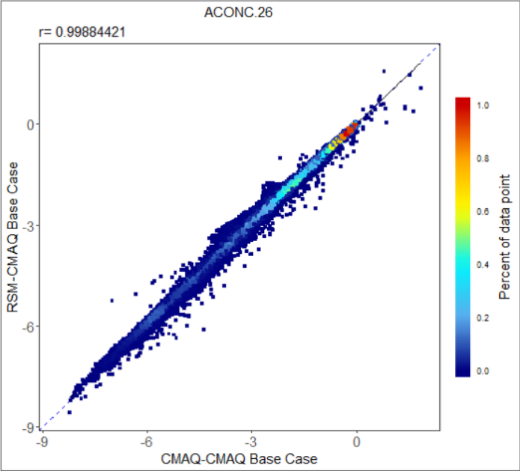 ACONC.26
r= 0.99884421
0
-3
-6
-9
-9
-6
-3
0
RSM-CMAQ Base Case
CMAQ-CMAQ Base Case
1.0
0.8
0.6
0.4
0.2
0.0
Percent of data point